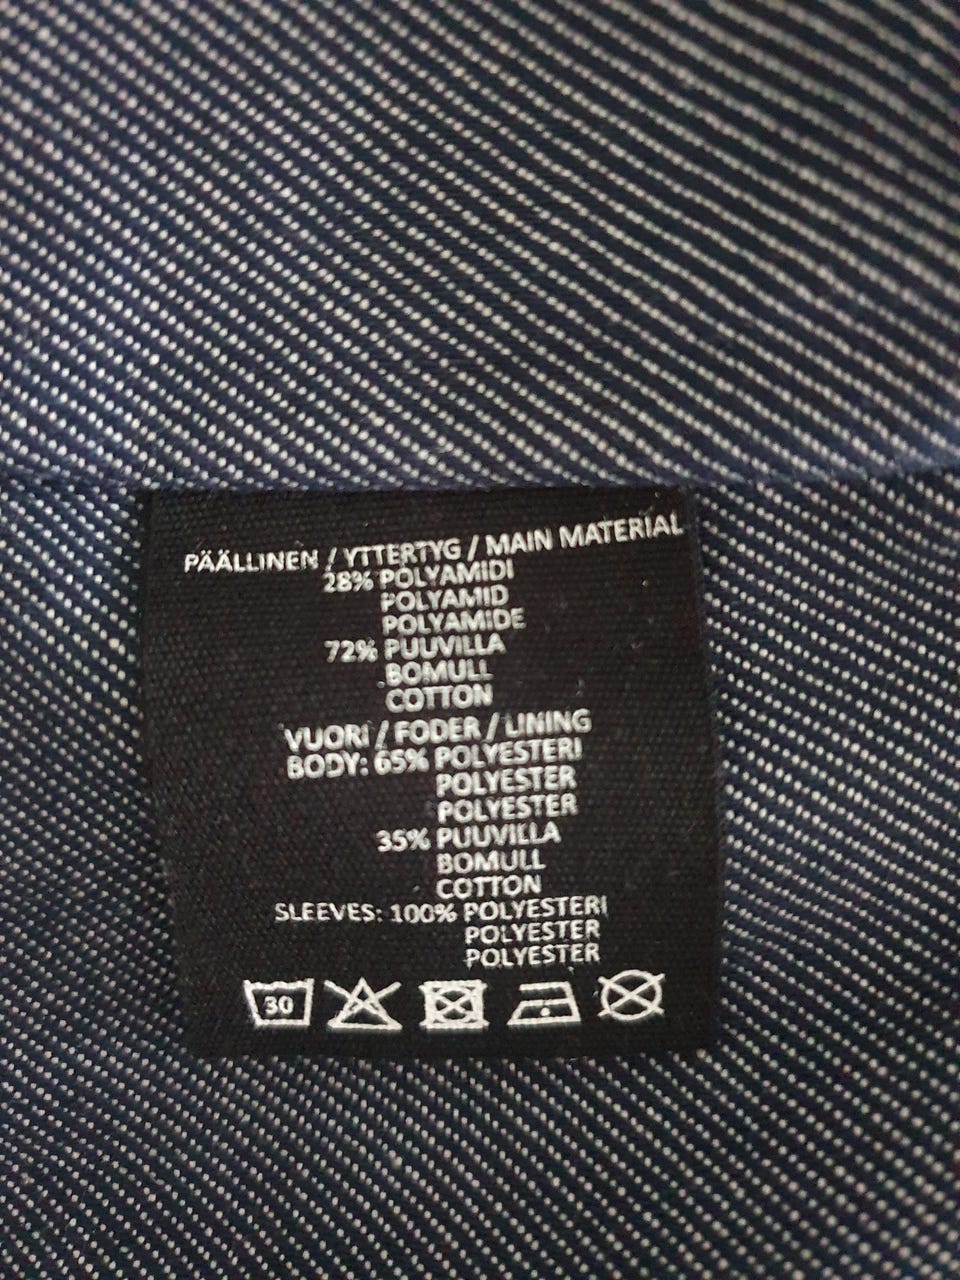 PÄÄLLINEN / YTTERTYG / MAIN MATERIAL
28% POLYAMIDI
POLYAMID
POLYAMIDE
72% PUUVILLA
BOMULL
COTTON
VUORI / FODER / LINING
BODY: 65% POLYESTERI
POLYESTER
POLYESTER
35% PUUVILLA
BOMULL
COTTON
SLEEVES: 100% POLYESTERI
POLYESTER
POLYESTER
30